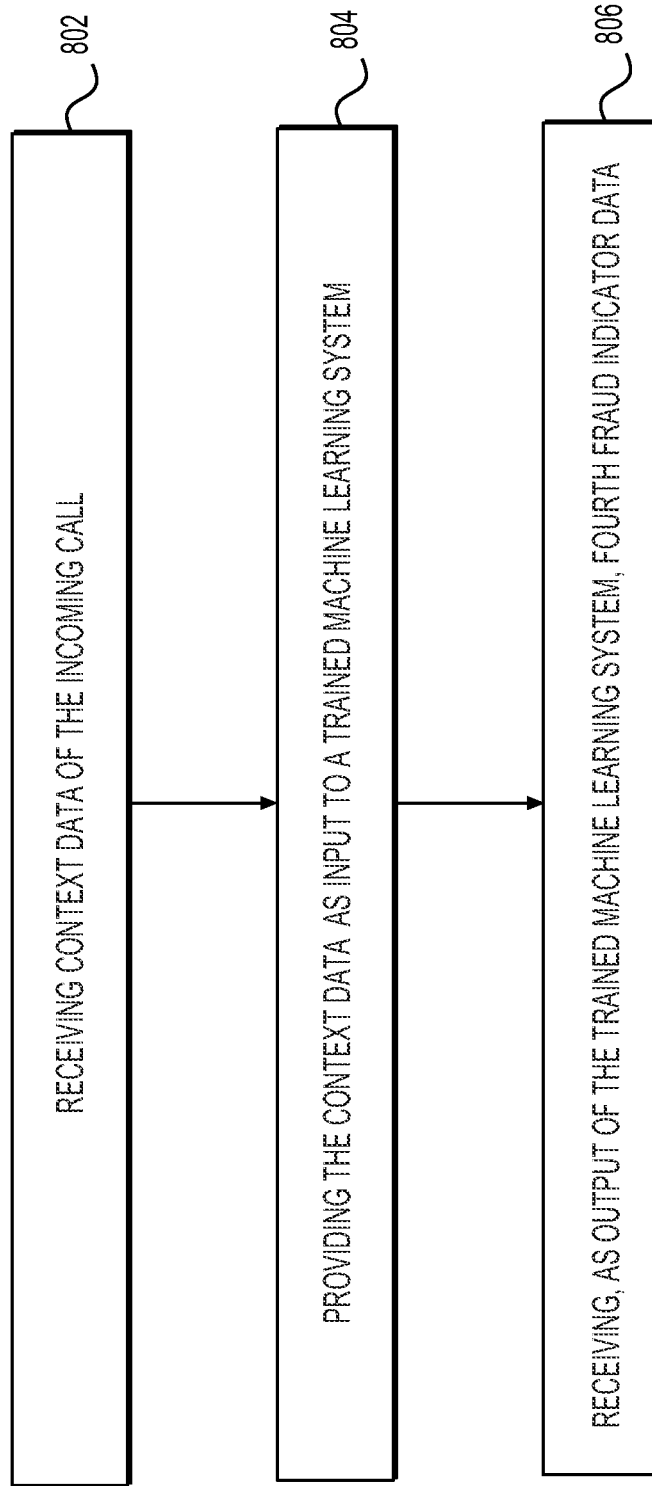 RECEIVING CONTEXT DATA OF THE INCOMING CALL
802
PROVIDING THE CONTEXT DATA AS INPUT TO A TRAINED MACHINE LEARNING SYSTEM
804
RECEIVING, AS OUTPUT OF THE TRAINED MACHINE LEARNING SYSTEM, FOURTH FRAUD INDICATOR DATA
806